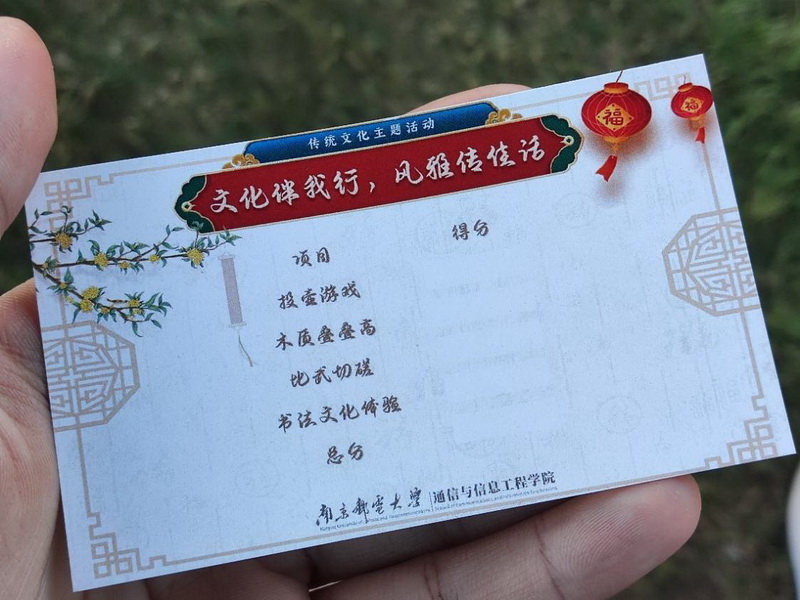 传统文化主题活动
文化伴我行，风雅传佳话
福
福
项目 得分
投壶游戏
木质叠叠高
比武切磋
书法文化体验
总分
南京邮电大学 通信与信息工程学院